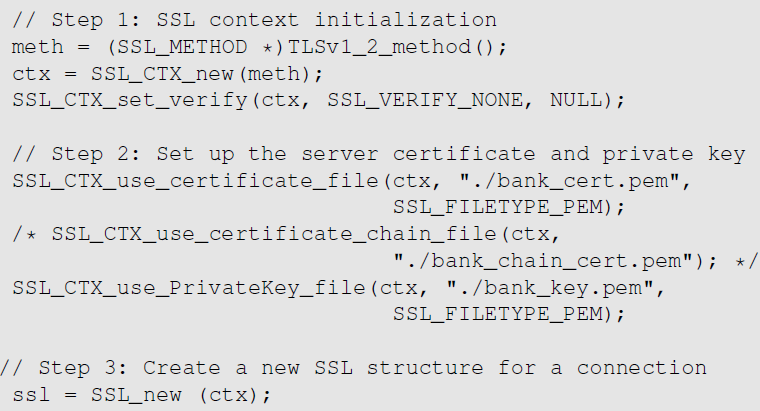 // Step 1: SSL context initialization
meth = (SSL_METHOD *)TLSv1_2_method();
ctx = SSL_CTX_new(meth);
SSL_CTX_set_verify(ctx, SSL_VERIFY_NONE, NULL);
// Step 2: Set up the server certificate and private key
SSL_CTX_use_certificate_file(ctx, "./bank_cert.pem",
SSL_FILETYPE_PEM);
/* SSL_CTX_use_certificate_chain_file(ctx,
"./bank_chain_cert.pem"); */
SSL_CTX_use_PrivateKey_file(ctx, "./bank_key.pem",
SSL_FILETYPE_PEM);
// Step 3: Create a new SSL structure for a connection
ssl = SSL_new (ctx);